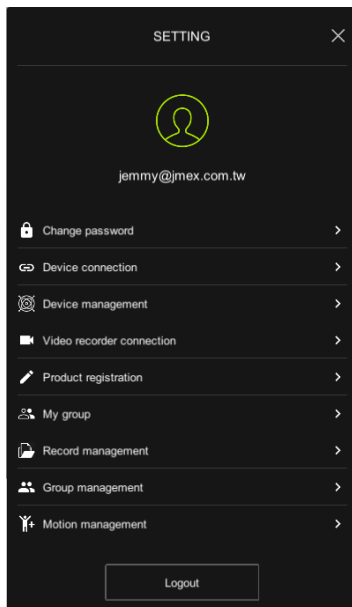 SETTING
jemmy@jmex.com.tw
Change password
Device connection
Device management
Video recorder connection
Product registration
My group
Record management
Group management
Motion management
Logout